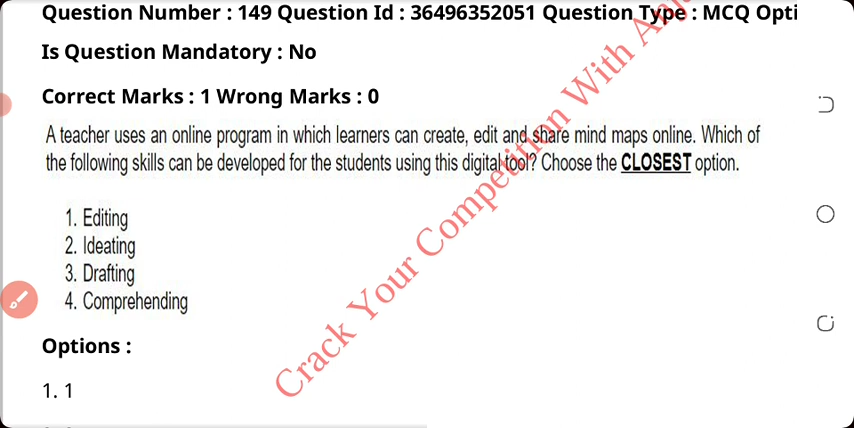 Question Number : 149 Question Id : 36496352051 Question Type : MCQ Opti
Is Question Mandatory : No
Correct Marks : 1 Wrong Marks : 0
A teacher uses an online program in which learners can create, edit and share mind maps online. Which of
the following skills can be developed for the students using this digital tool? Choose the CLOSEST option.
1. Editing
2. Ideating
3. Drafting
4. Comprehending
Options :
1. 1
Crack Your Competition With